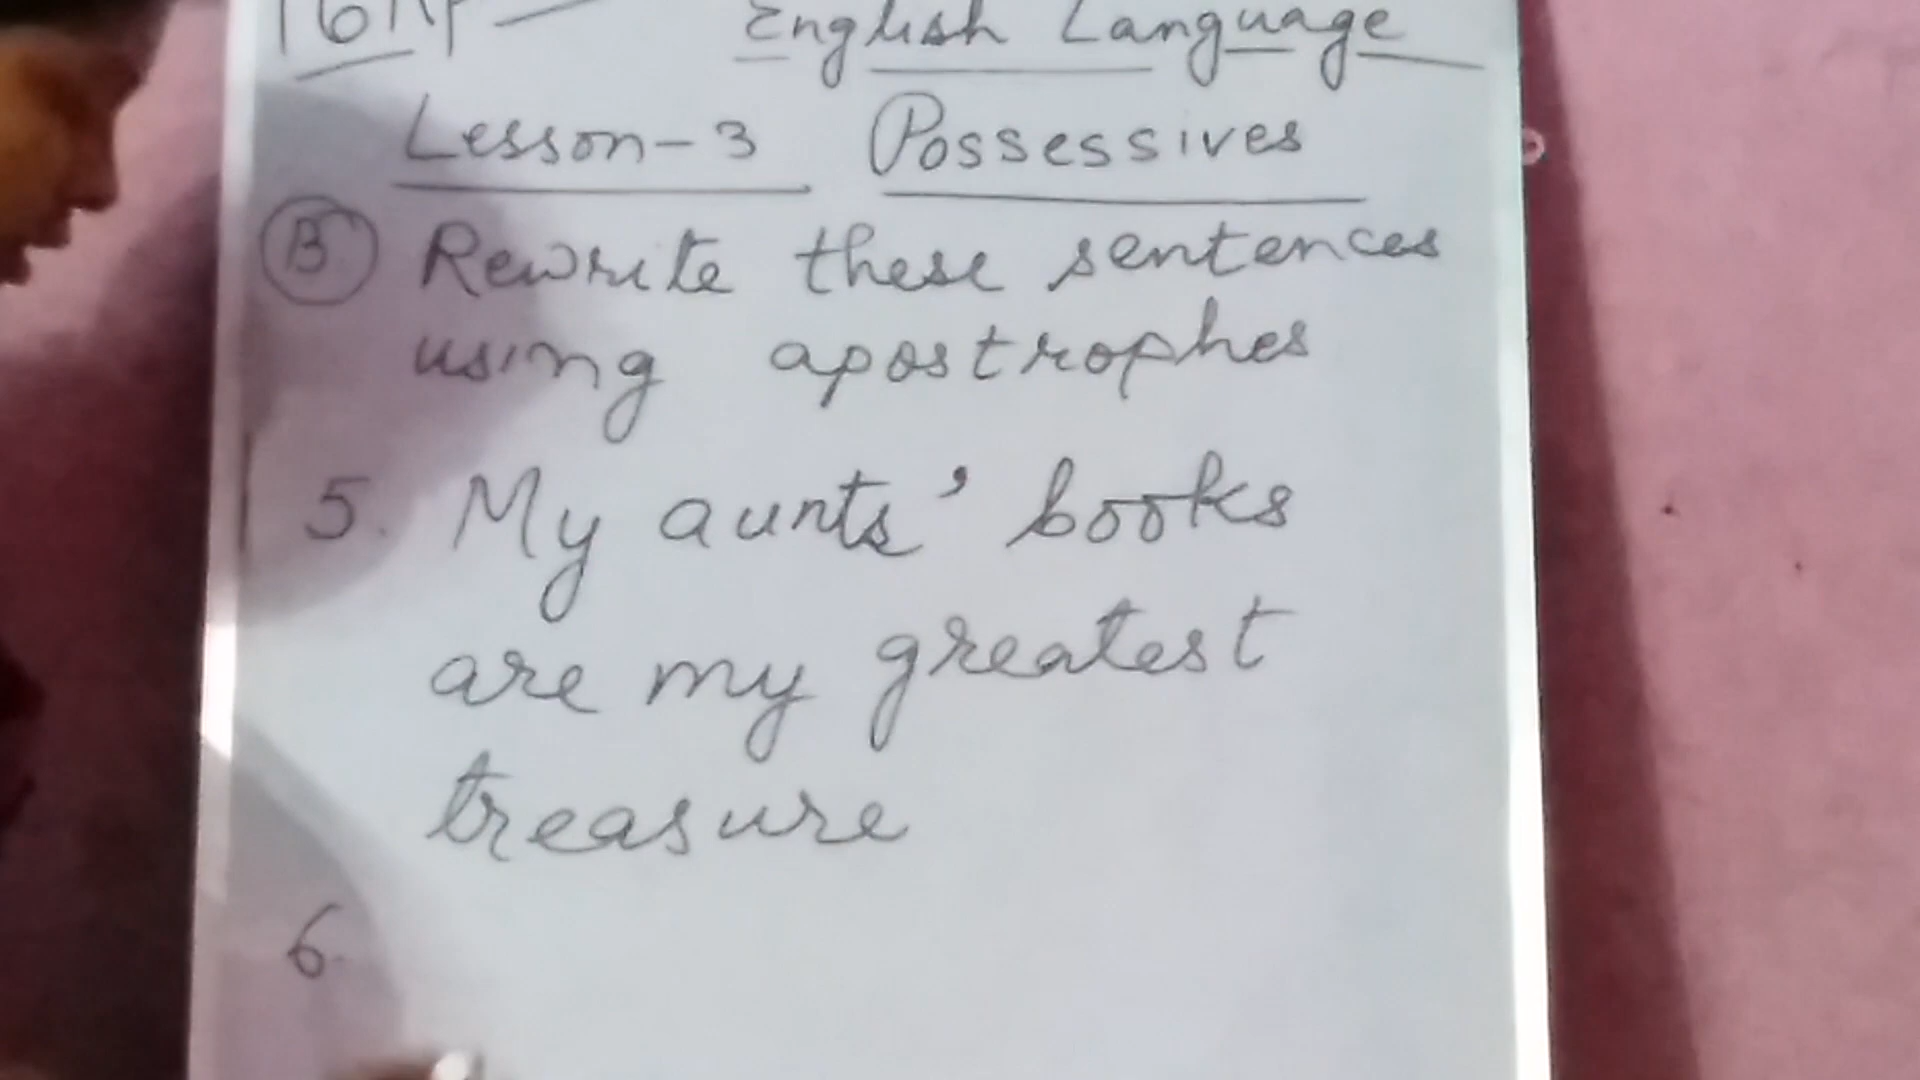 English Language
Lesson-3 Possessives
B Rewrite these sentences
using apostrophes
5. My aunts' books
are my greatest
treasure
6.